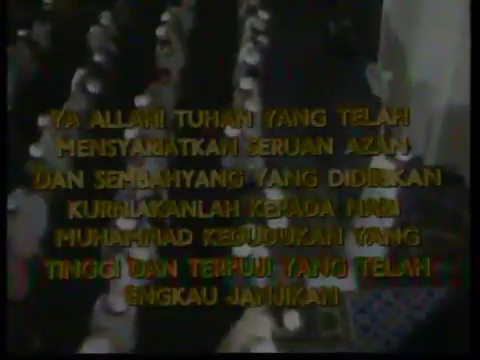 YA ALLAH! TUHAN YANG TELAH
MENSYARIATKAN SERUAN AZAN
DAN SEMBAHYANG YANG DIDIRIKAN
KURNIAKANLAH KEPADA NABI
MUHAMMAD KEDUDUKAN YANG
TINGGI DAN TERPUJI YANG TELAH
ENGKAU JANJIKAN